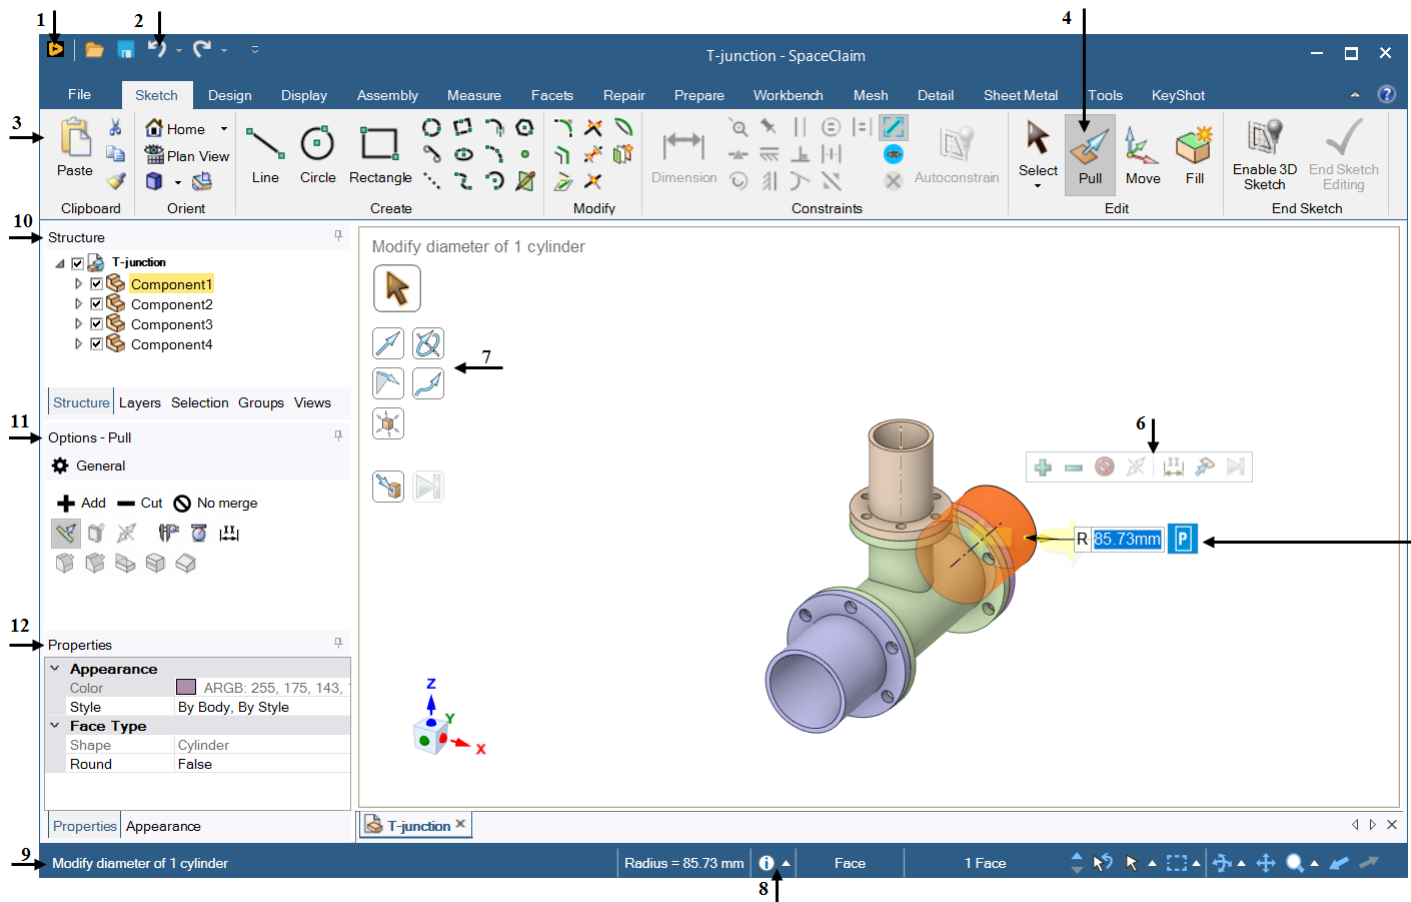 1
2
4
T-junction - SpaceClaim
File Sketch Design Display Assembly Measure Facets Repair Prepare Workbench Mesh Detail Sheet Metal Tools KeyShot
3
Paste
Home
Plan View
Line
Circle
Rectangle
Dimension
Autoconstrain
Select
Pull
Move
Fill
Enable 3D
Sketch
End Sketch
Editing
Clipboard Orient Create Modify Constraints Edit End Sketch
10
Structure
T-junction
Component1
Component2
Component3
Component4
Structure Layers Selection Groups Views
11
Options - Pull
General
Add Cut No merge
12
Properties
Appearance
Color ARGB: 255, 175, 143,
Style By Body, By Style
Face Type
Shape Cylinder
Round False
Properties Appearance
Modify diameter of 1 cylinder
7
6
R 85.73mm P
Z
Y
X
T-junction
9
Modify diameter of 1 cylinder
Radius = 85.73 mm
Face
1 Face
8